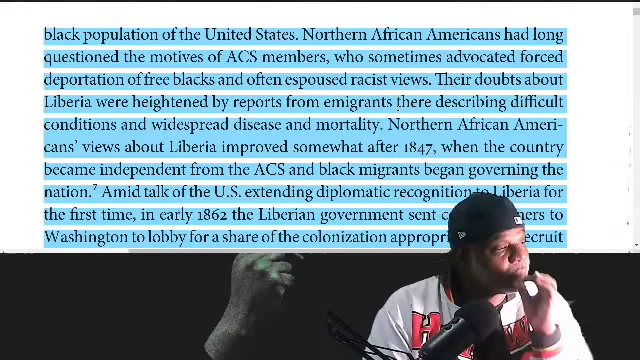 black population of the United States. Northern African Americans had long
questioned the motives of ACS members, who sometimes advocated forced
deportation of free blacks and often espoused racist views. Their doubts about
Liberia were heightened by reports from emigrants there describing difficult
conditions and widespread disease and mortality. Northern African Ameri-
cans' views about Liberia improved somewhat after 1847, when the country
became independent from the ACS and black migrants began governing the
nation.7 Amid talk of the U.S. extending diplomatic recognition to Liberia for
the first time, in early 1862 the Liberian government sent to
Washington to lobby for a share of the colonization